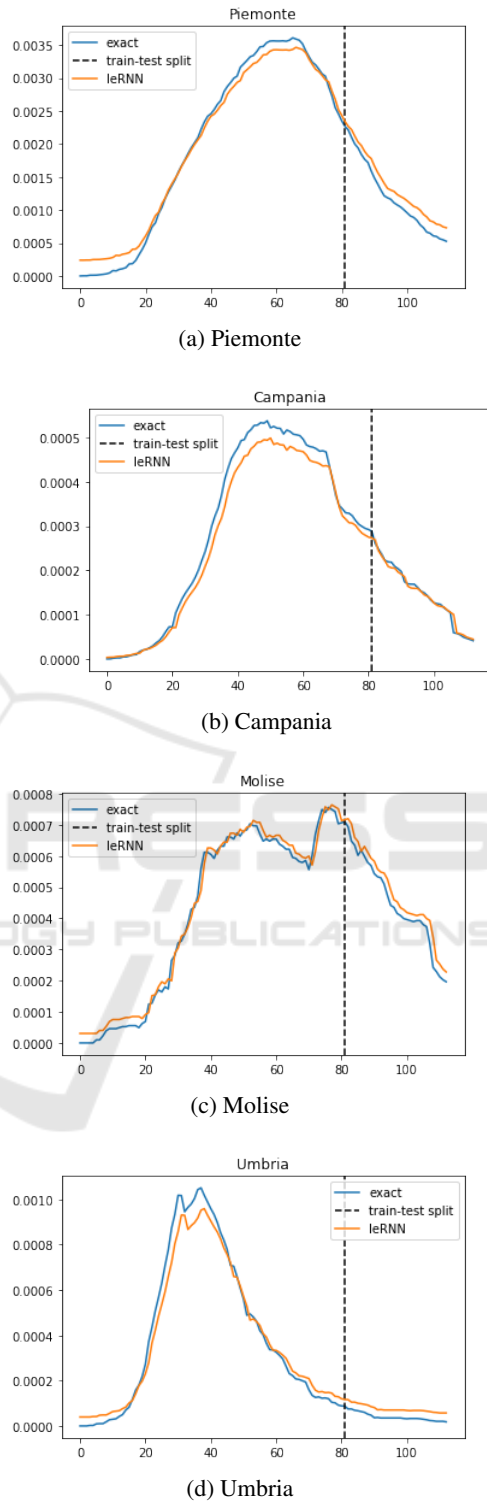 Piemonte
0.0035
0.0030
0.0025
0.0020
0.0015
0.0010
0.0005
0.0000
exact
train-test split
leRNN
0 20 40 60 80 100
(a) Piemonte
Campania
0.0005
0.0004
0.0003
0.0002
0.0001
0.0000
exact
train-test split
leRNN
0 20 40 60 80 100
(b) Campania
Molise
0.0008
0.0007
0.0006
0.0005
0.0004
0.0003
0.0002
0.0001
0.0000
exact
train-test split
leRNN
0 20 40 60 80 100
(c) Molise
Umbria
0.0010
0.0008
0.0006
0.0004
0.0002
0.0000
exact
train-test split
leRNN
0 20 40 60 80 100
(d) Umbria